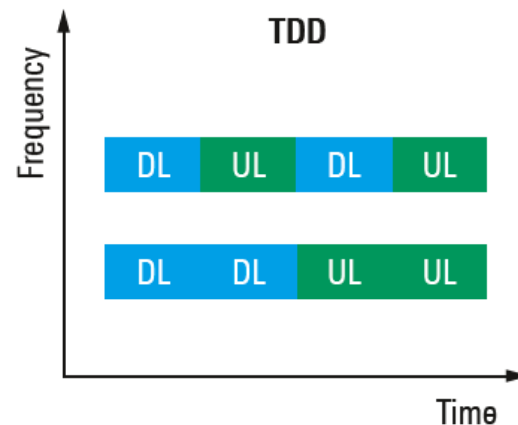 TDD
Frequency
DL UL DL UL
DL DL UL UL
Time